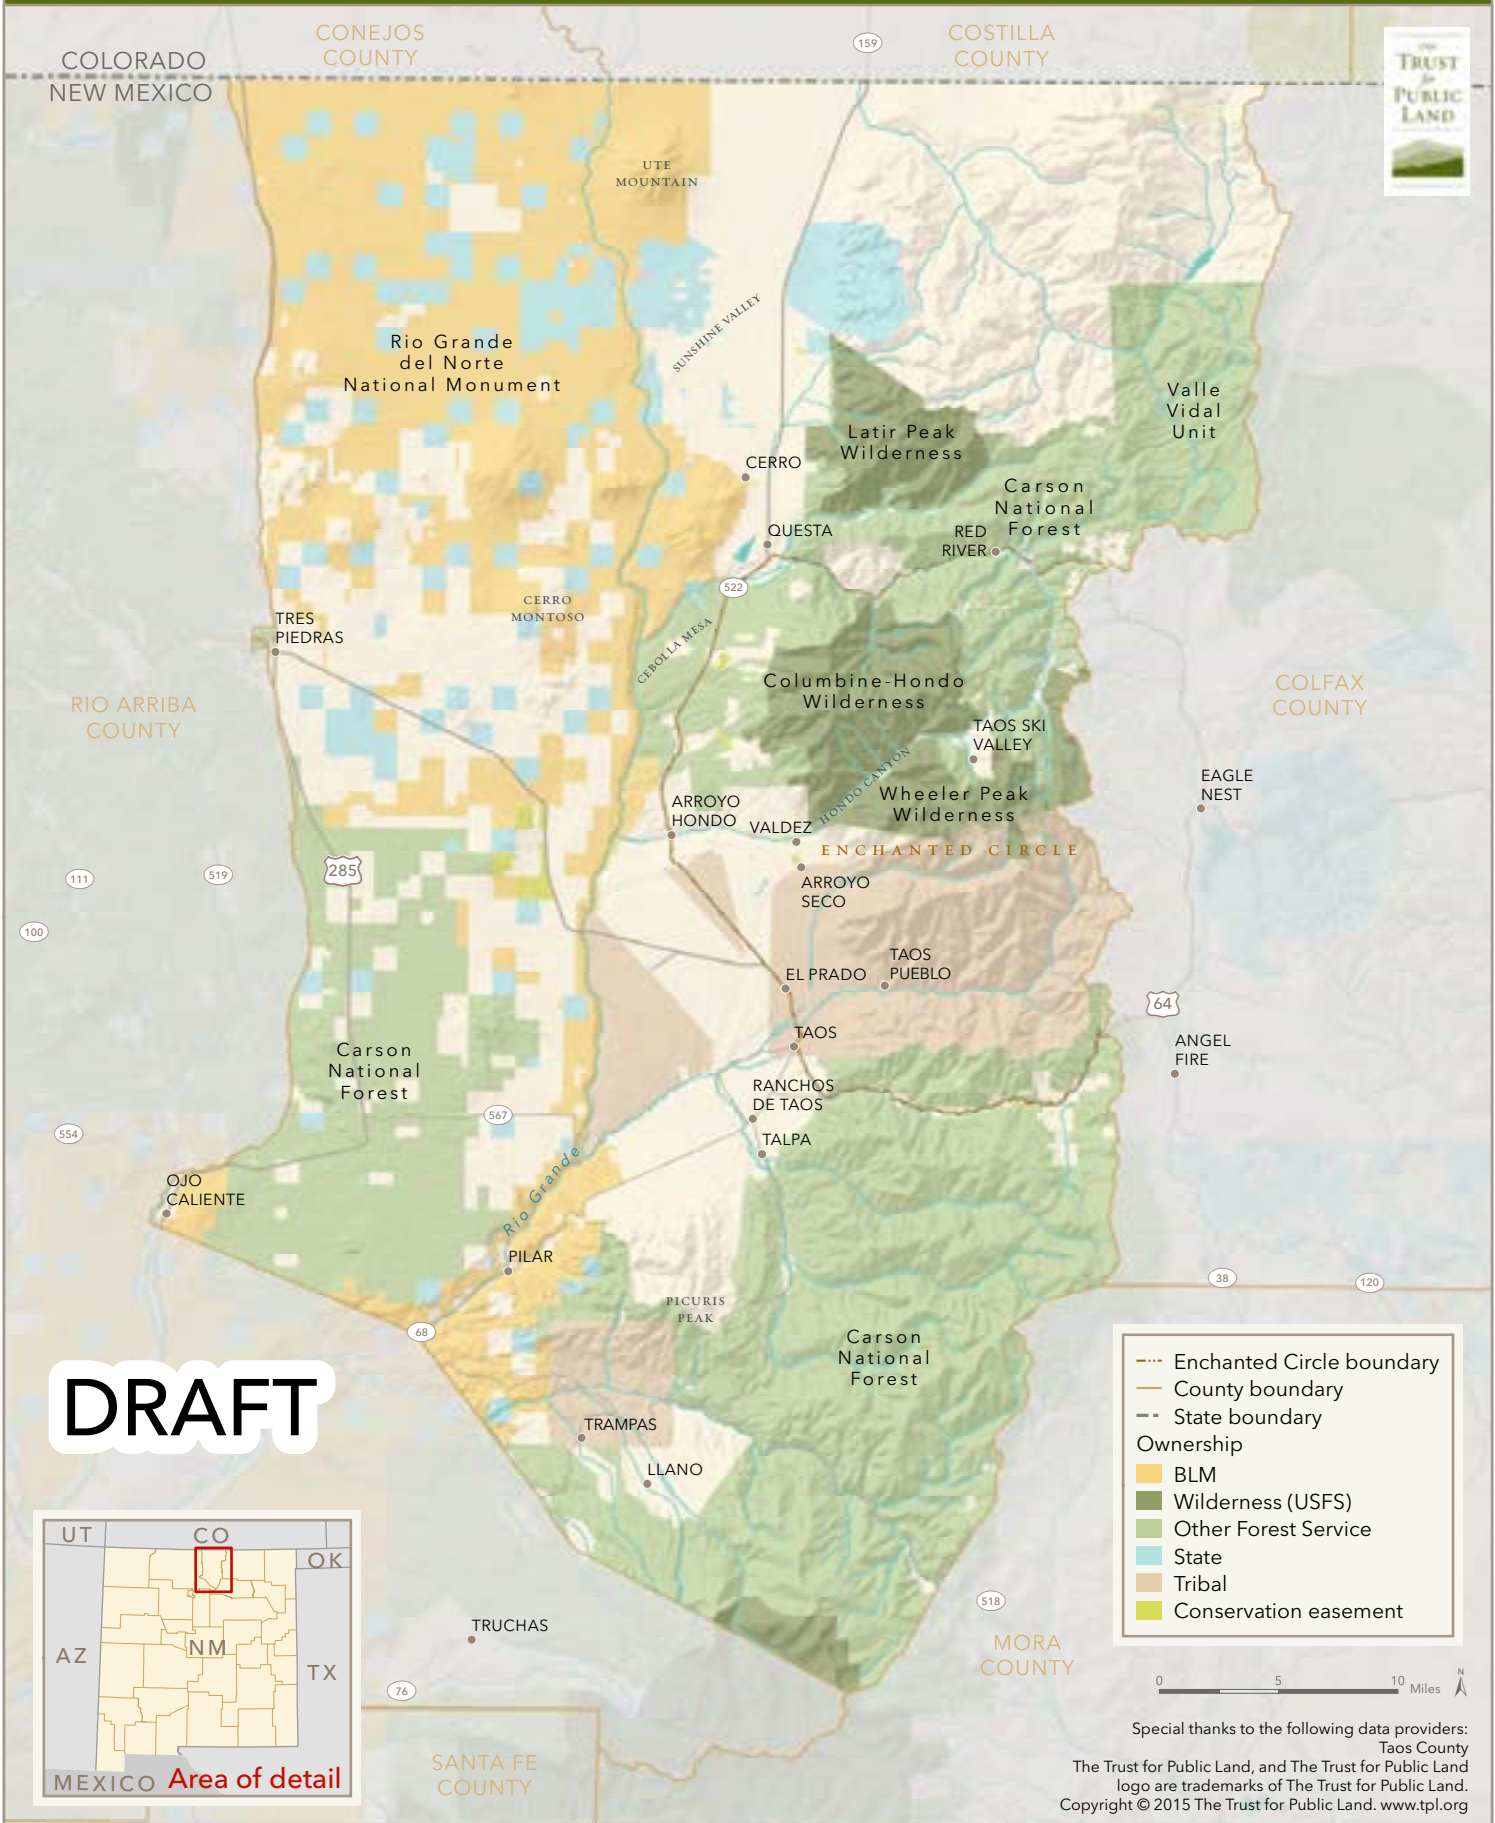 CONEJOS
COUNTY
COSTILLA
COUNTY
159
THE
TRUST
for
PUBLIC
LAND
COLORADO
NEW MEXICO
UTE
MOUNTAIN
SUNSHINE VALLEY
Rio Grande
del Norte
National Monument
Valle
Vidal
Unit
Latir Peak
Wilderness
CERRO
Carson
National
Forest
QUESTA
RED
RIVER
522
CERRO
MONTOSO
TRES
PIEDRAS
CEBOLLA MESA
RIO ARRIBA
COUNTY
Columbine-Hondo
Wilderness
COLFAX
COUNTY
TAOS SKI
VALLEY
HONDO CANYON
EAGLE
NEST
Wheeler Peak
Wilderness
ARROYO
HONDO
VALDEZ
ENCHANTED CIRCLE
285
111
519
ARROYO
SECO
100
TAOS
PUEBLO
EL PRADO
64
TAOS
ANGEL
FIRE
Carson
National
Forest
RANCHOS
DE TAOS
567
554
TALPA
OJO
CALIENTE
Rio Grande
PILAR
38
120
PICURIS
PEAK
68
Carson
National
Forest
DRAFT
TRAMPAS
LLANO
Enchanted Circle boundary
County boundary
State boundary
Ownership
BLM
Wilderness (USFS)
Other Forest Service
State
Tribal
Conservation easement
UT
CO
OK
AZ
NM
TX
MEXICO
Area of detail
518
TRUCHAS
MORA
COUNTY
76
0
5
10
Miles
N
SANTA FE
COUNTY
Special thanks to the following data providers:
Taos County
The Trust for Public Land, and The Trust for Public Land
logo are trademarks of The Trust for Public Land.
Copyright © 2015 The Trust for Public Land. www.tpl.org